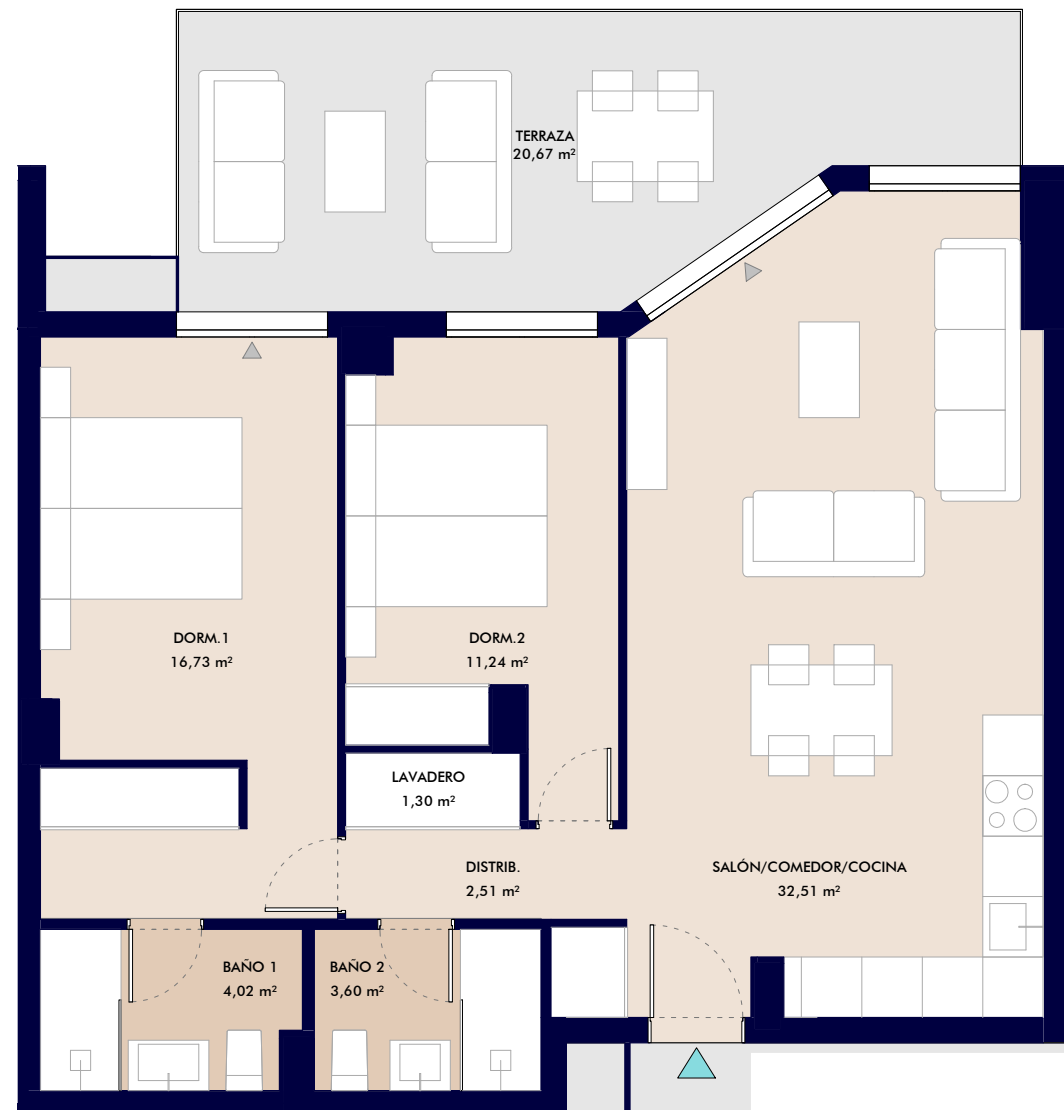 TERRAZA
20,67 m²
DORM.1
16,73 m²
DORM.2
11,24 m²
LAVADERO
1,30 m²
DISTRIB.
2,51 m²
SALÓN/COMEDOR/COCINA
32,51 m²
BAÑO 1
4,02 m²
BAÑO 2
3,60 m²